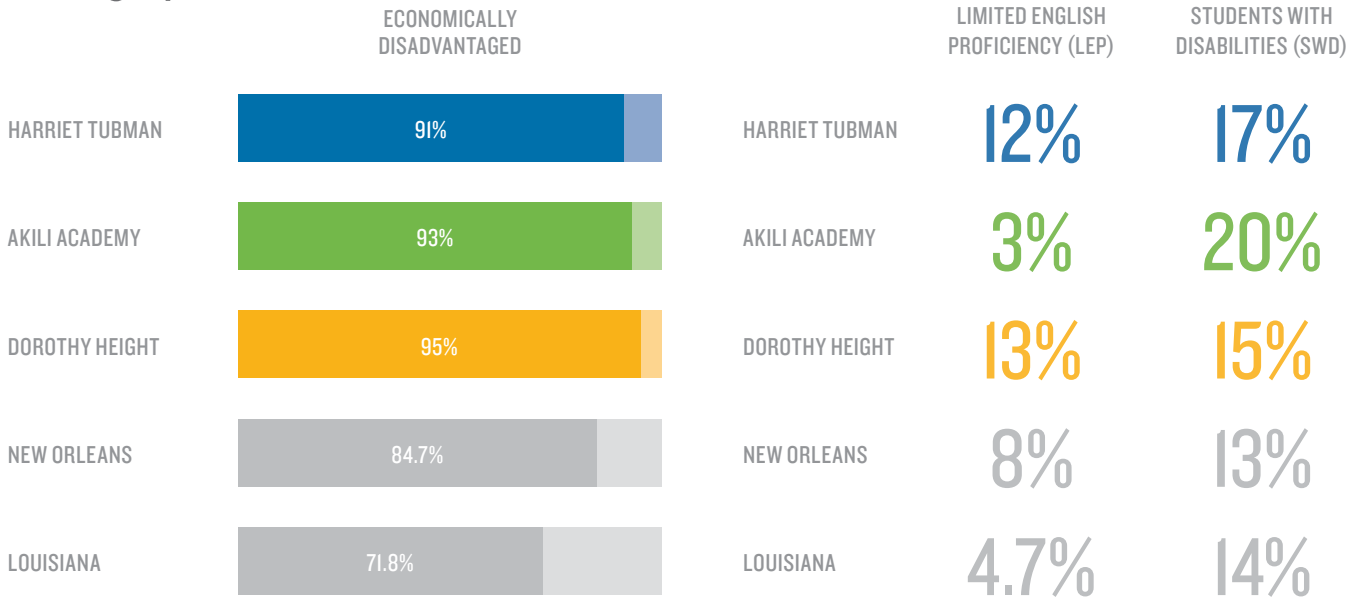 ECONOMICALLY
DISADVANTAGED
HARRIET TUBMAN
91%
AKILI ACADEMY
93%
DOROTHY HEIGHT
95%
NEW ORLEANS
84.7%
LOUISIANA
71.8%
LIMITED ENGLISH
PROFICIENCY (LEP)
STUDENTS WITH
DISABILITIES (SWD)
HARRIET TUBMAN
12%
17%
AKILI ACADEMY
3%
20%
DOROTHY HEIGHT
13%
15%
NEW ORLEANS
8%
13%
LOUISIANA
4.7%
14%